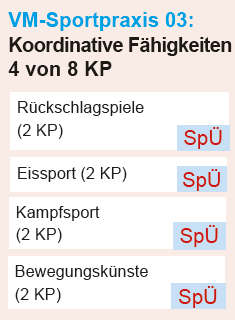 VM-Sportpraxis 03:
Koordinative Fähigkeiten
4 von 8 KP
Rückschlagspiele
(2 KP)
SpÜ
Eissport (2 KP)
SpÜ
Kampfsport
(2 KP)
SpÜ
Bewegungskünste
(2 KP)
SpÜ